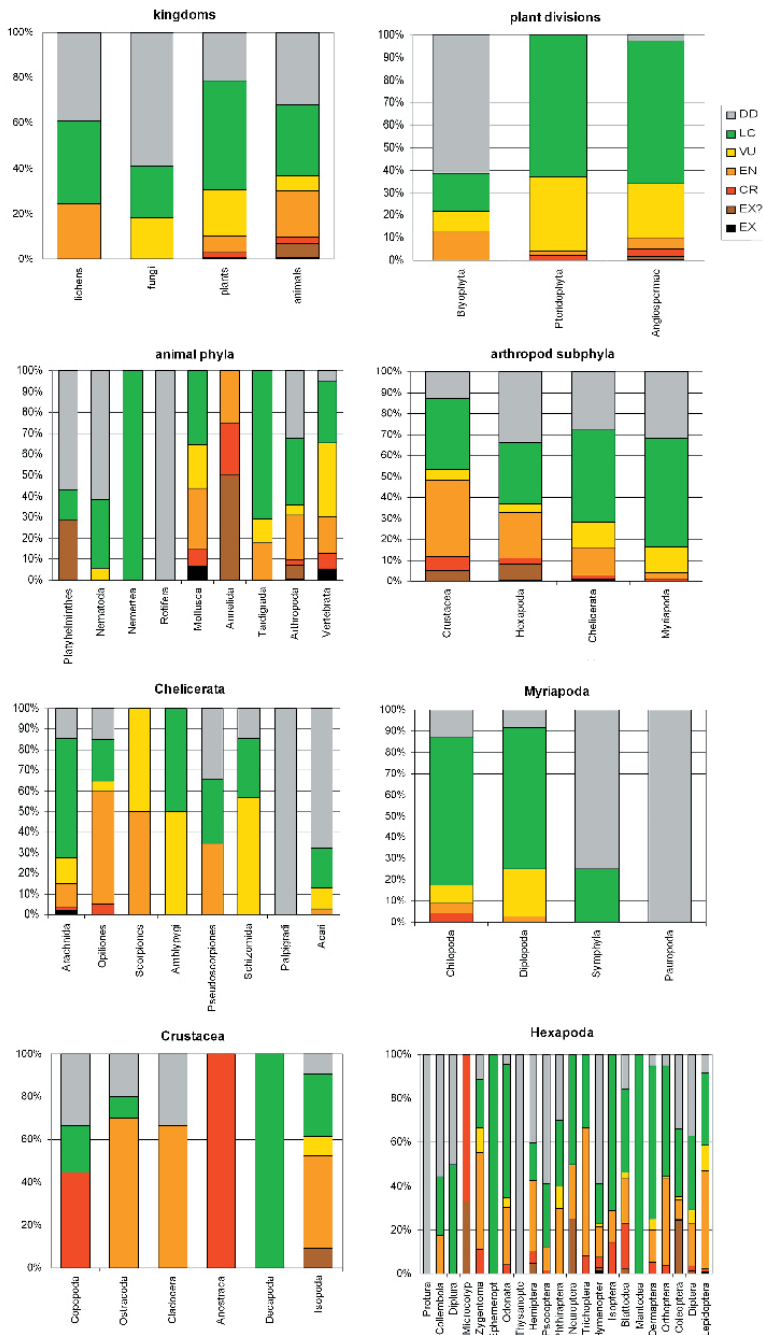 kingdoms
100%
80%
60%
40%
20%
0%
lichens
fungi
plants
animals
plant divisions
100%
90%
80%
70%
60%
50%
40%
30%
20%
10%
0%
Bryophyta
Pteridophyta
Angiospermae
DD
LC
VU
EN
CR
EX?
EX
animal phyla
100%
90%
80%
70%
60%
50%
40%
30%
20%
10%
0%
Platyhelminthes
Nematoda
Nemertea
Rotifera
Mollusca
Annelida
Tardigrada
Arthropoda
Vertebrata
arthropod subphyla
100%
90%
80%
70%
60%
50%
40%
30%
20%
10%
0%
Crustacea
Hexapoda
Chelicerata
Myriapoda
Chelicerata
100%
90%
80%
70%
60%
50%
40%
30%
20%
10%
0%
Arachnida
Opiliones
Scorpiones
Amblypygi
Pseudoscorpiones
Schizomida
Palpigradi
Acari
Myriapoda
100%
90%
80%
70%
60%
50%
40%
30%
20%
10%
0%
Chilopoda
Diplopoda
Symphyla
Pauropoda
Crustacea
100%
80%
60%
40%
20%
0%
Copepoda
Ostracoda
Cladocera
Anostraca
Decapoda
Isopoda
Hexapoda
100%
80%
60%
40%
20%
0%
Protura
Collembola
Diplura
Microcoryp
Zygentoma
Ephemeropt
Odonata
Thysanopte
Hemiptera
Psocoptera
Phthiraptera
Neuroptera
Trichoptera
Hymenopter
Isoptera
Blattodea
Mantodea
Dermaptera
Orthoptera
Coleoptera
Diptera
Lepidoptera